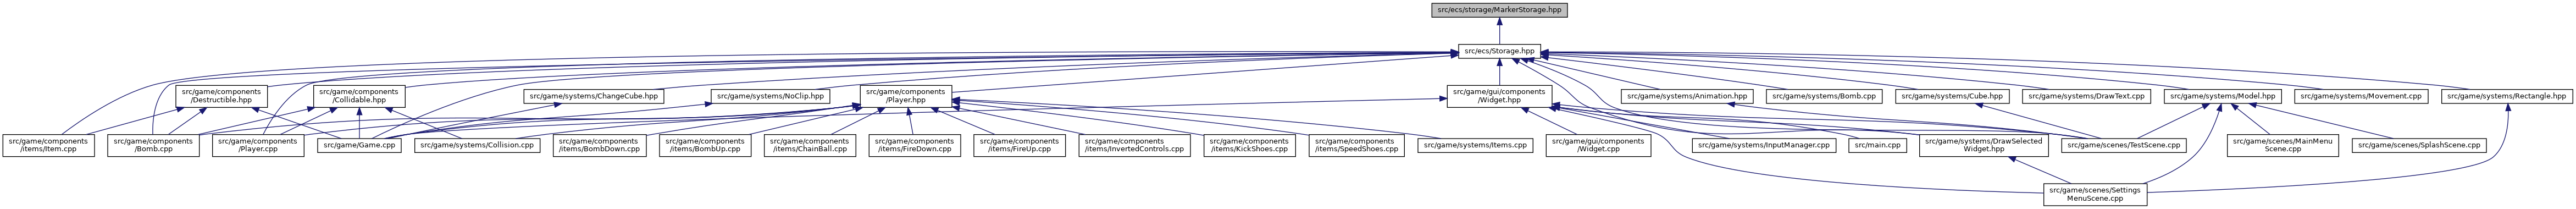 src/ecs/storage/MarkerStorage.hpp
src/ecs/Storage.hpp
src/game/components
/Destructible.hpp
src/game/components
/Collidable.hpp
src/game/systems/ChangeCube.hpp
src/game/systems/NoClip.hpp
src/game/components
/Player.hpp
src/game/gui/components
/Widget.hpp
src/game/systems/Animation.hpp
src/game/systems/Bomb.cpp
src/game/systems/Cube.hpp
src/game/systems/DrawText.cpp
src/game/systems/Model.hpp
src/game/systems/Movement.cpp
src/game/systems/Rectangle.hpp
src/game/components
/items/Item.cpp
src/game/components
/Bomb.cpp
src/game/components
/Player.cpp
src/game/Game.cpp
src/game/systems/Collision.cpp
src/game/components
/items/BombDown.cpp
src/game/components
/items/BombUp.cpp
src/game/components
/items/ChainBall.cpp
src/game/components
/items/FireDown.cpp
src/game/components
/items/FireUp.cpp
src/game/components
/items/InvertedControls.cpp
src/game/components
/items/KickShoes.cpp
src/game/components
/items/SpeedShoes.cpp
src/game/systems/Items.cpp
src/game/gui/components
/Widget.cpp
src/game/systems/InputManager.cpp
src/main.cpp
src/game/systems/DrawSelected
Widget.hpp
src/game/scenes/TestScene.cpp
src/game/scenes/MainMenu
Scene.cpp
src/game/scenes/SplashScene.cpp
src/game/scenes/Settings
MenuScene.cpp